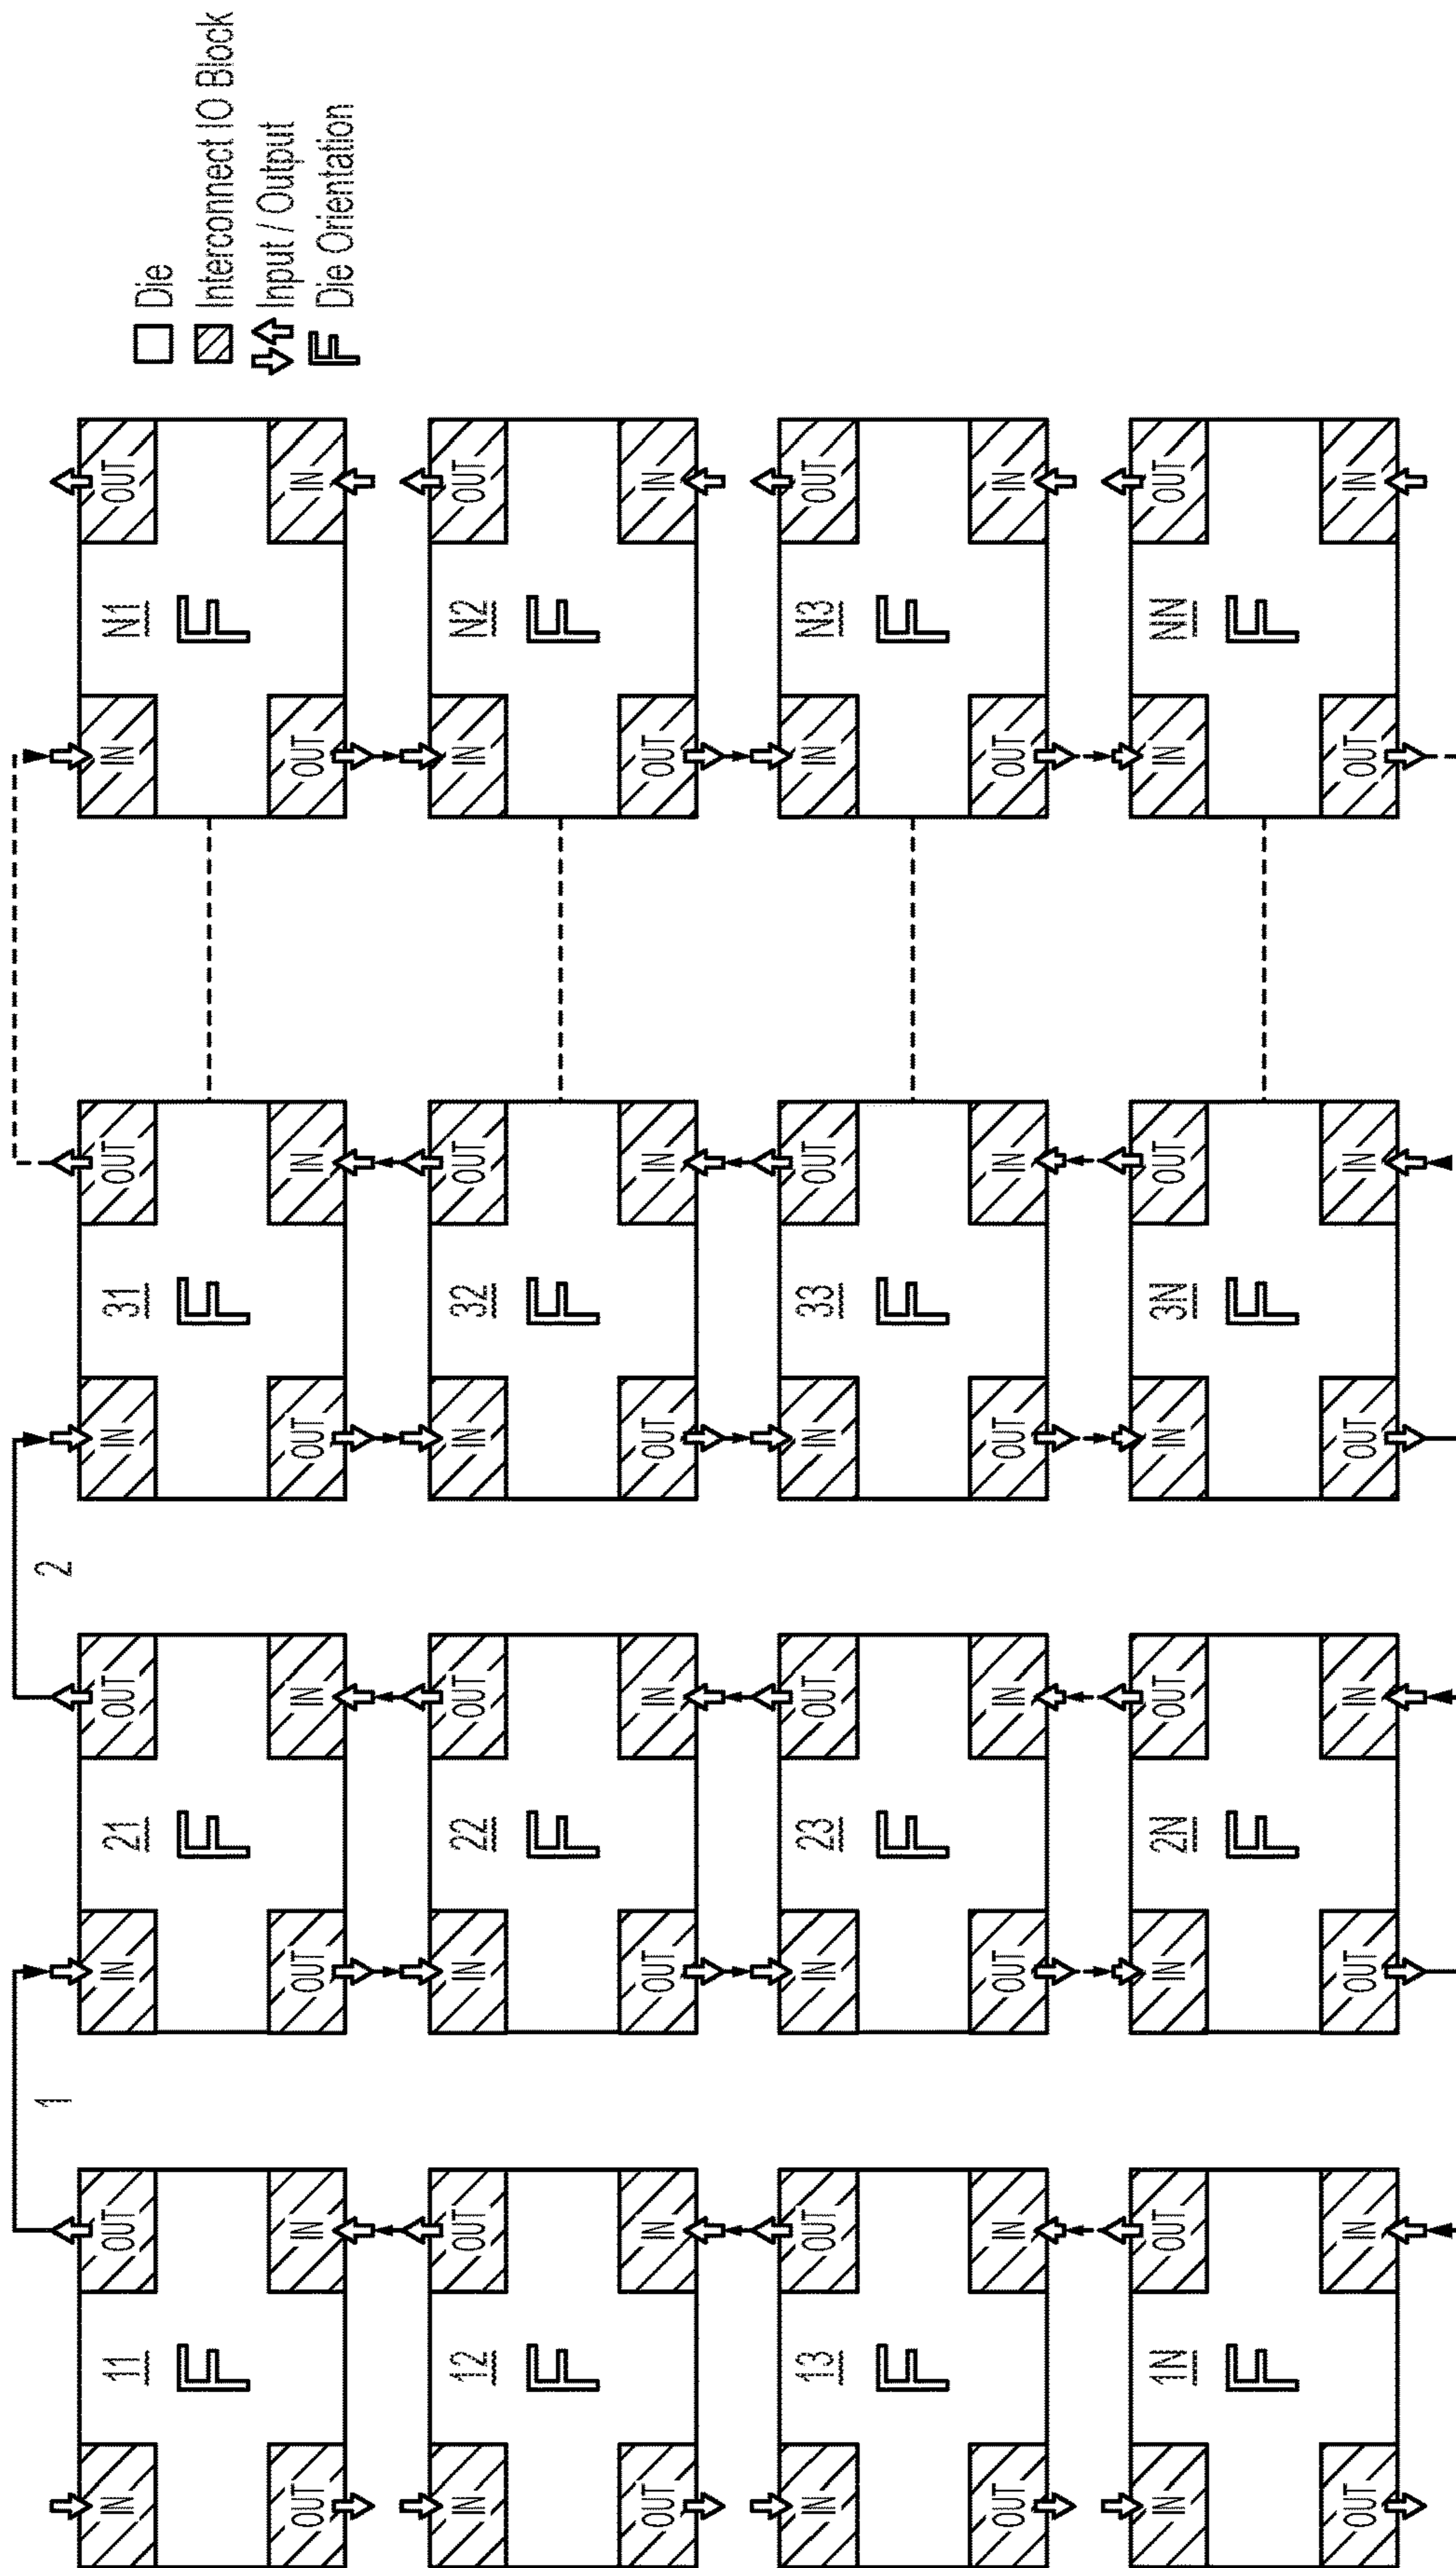 1 2
Die
Interconnect IO Block
Input / Output
F Die Orientation
IN 11 OUT IN 21 OUT IN 31 OUT IN N1 OUT
F F F F
OUT IN OUT IN OUT IN OUT IN
IN 12 OUT IN 22 OUT IN 32 OUT IN N2 OUT
F F F F
OUT IN OUT IN OUT IN OUT IN
IN 13 OUT IN 23 OUT IN 33 OUT IN N3 OUT
F F F F
OUT IN OUT IN OUT IN OUT IN
IN 1N OUT IN 2N OUT IN 3N OUT IN NN OUT
F F F F
OUT IN OUT IN OUT IN OUT IN